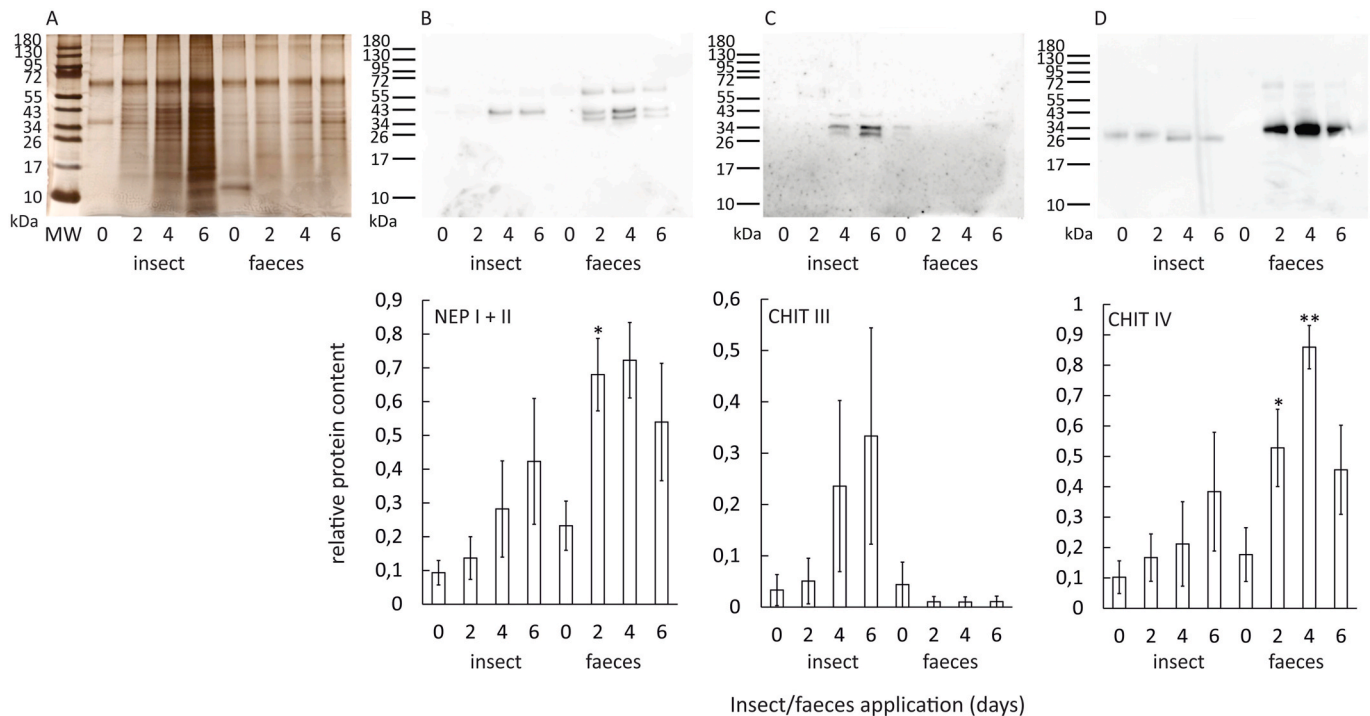 A
B
C
D
180
130
95
72
55
43
34
26
17
10
kDa
MW 0 2 4 6 0 2 4 6
insect faeces
180
130
95
72
55
43
34
26
17
10
0 2 4 6 0 2 4 6
insect faeces
180
130
95
72
55
43
34
26
17
10
kDa 0 2 4 6 0 2 4 6
insect faeces
180
130
95
72
55
43
34
26
17
10
kDa 0 2 4 6 0 2 4 6
insect faeces
relative protein content
NEP I + II
0,9
0,8
0,7
0,6
0,5
0,4
0,3
0,2
0,1
0
*
0 2 4 6 0 2 4 6
insect faeces
CHIT III
0,6
0,5
0,4
0,3
0,2
0,1
0
0 2 4 6 0 2 4 6
insect faeces
CHIT IV
1
0,9
0,8
0,7
0,6
0,5
0,4
0,3
0,2
0,1
0
* **
0 2 4 6 0 2 4 6
insect faeces
Insect/faeces application (days)